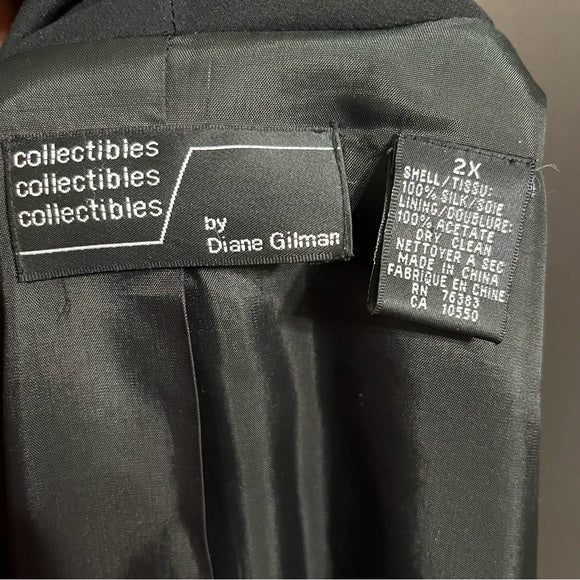 collectibles
collectibles
collectibles
by
Diane Gilman
2X
SHELL/TISSU:
100% SILK/SOIE
LINING/DOUBLURE:
100% ACETATE
DRY CLEAN
NETTOYER A SEC
MADE IN CHINA
FABRIQUE EN CHINE
RN 76383
CA 10550